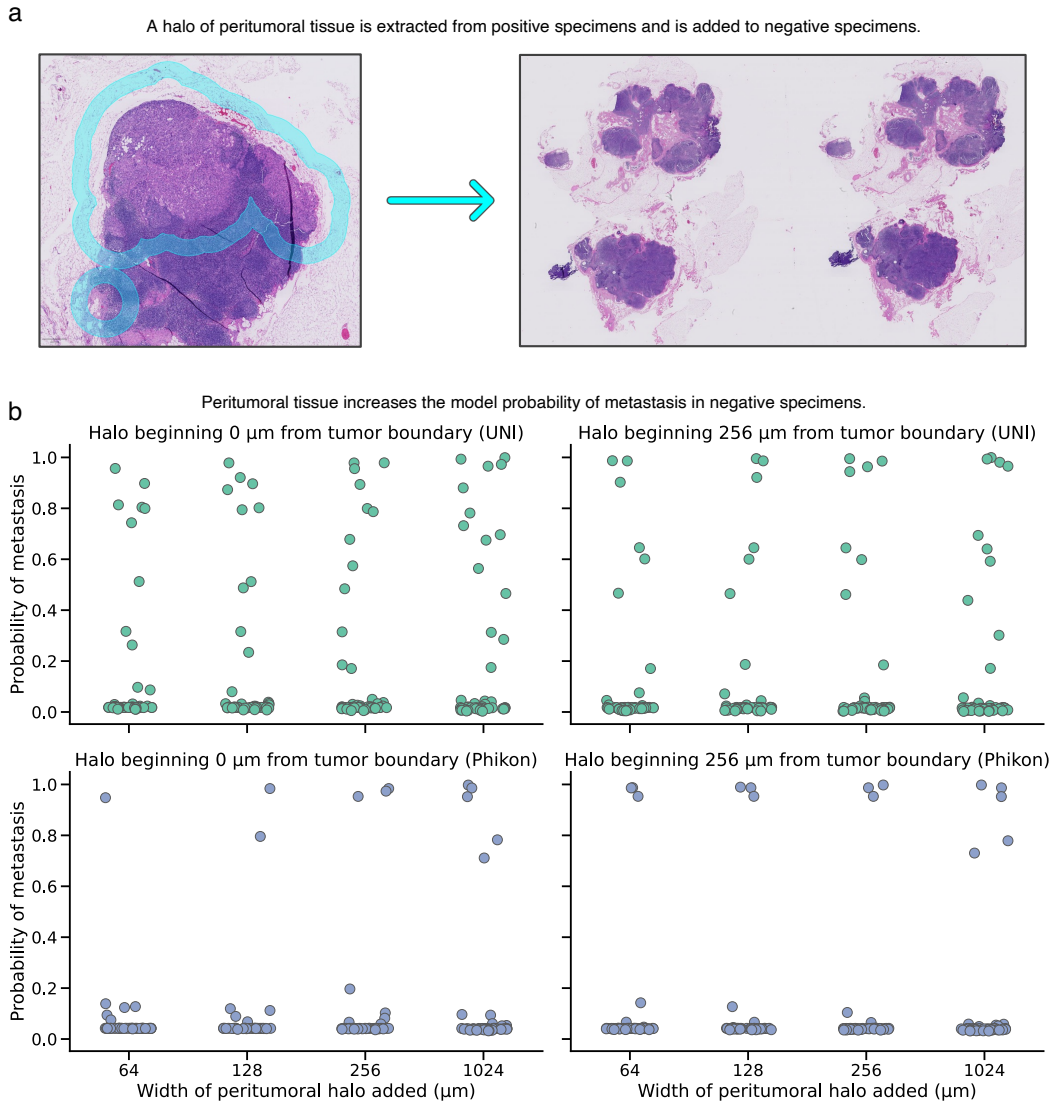 a
A halo of peritumoral tissue is extracted from positive specimens and is added to negative specimens.
b
Peritumoral tissue increases the model probability of metastasis in negative specimens.
Halo beginning 0 μm from tumor boundary (UNI)
Halo beginning 256 μm from tumor boundary (UNI)
Probability of metastasis
1.0
0.8
0.6
0.4
0.2
0.0
Halo beginning 0 μm from tumor boundary (Phikon)
Halo beginning 256 μm from tumor boundary (Phikon)
Probability of metastasis
1.0
0.8
0.6
0.4
0.2
0.0
64 128 256 1024
64 128 256 1024
Width of peritumoral halo added (μm)
Width of peritumoral halo added (μm)